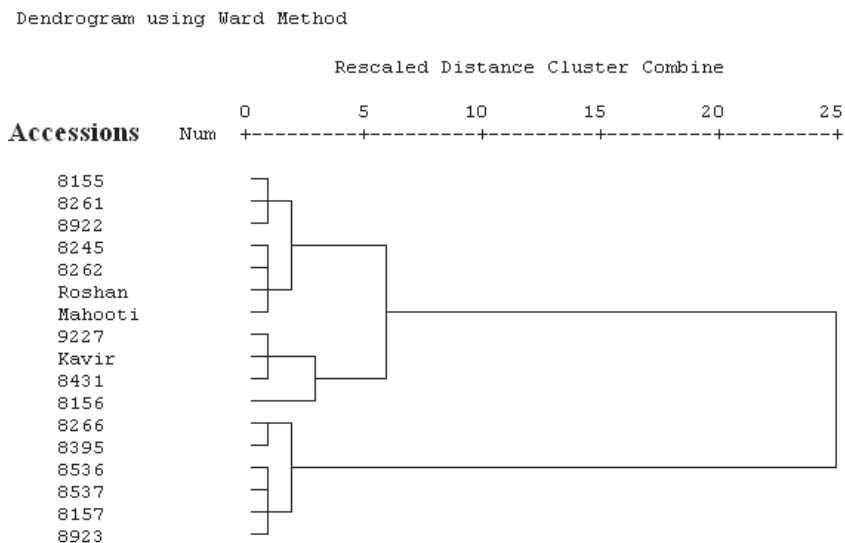 Dendrogram using Ward Method
Rescaled Distance Cluster Combine
0 5 10 15 20 25
Accessions Num +---------+---------+---------+---------+---------+
8155
8261
8922
8245
8262
Roshan
Mahooti
9227
Kavir
8431
8156
8266
8395
8536
8537
8157
8923